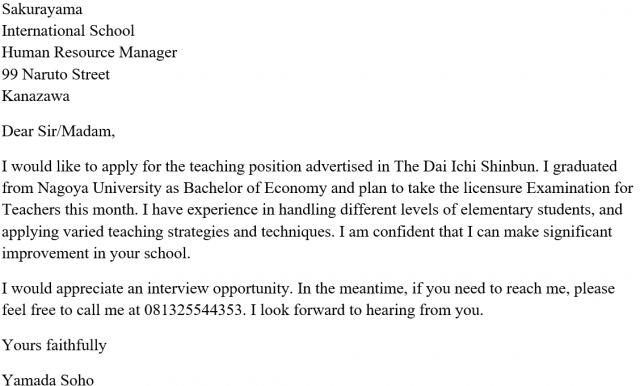 Sakurayama
International School
Human Resource Manager
99 Naruto Street
Kanazawa
Dear Sir/Madam,
I would like to apply for the teaching position advertised in The Dai Ichi Shinbun. I graduated
from Nagoya University as Bachelor of Economy and plan to take the licensure Examination for
Teachers this month. I have experience in handling different levels of elementary students, and
applying varied teaching strategies and techniques. I am confident that I can make significant
improvement in your school.
I would appreciate an interview opportunity. In the meantime, if you need to reach me, please
feel free to call me at 081325544353. I look forward to hearing from you.
Yours faithfully
Yamada Soho